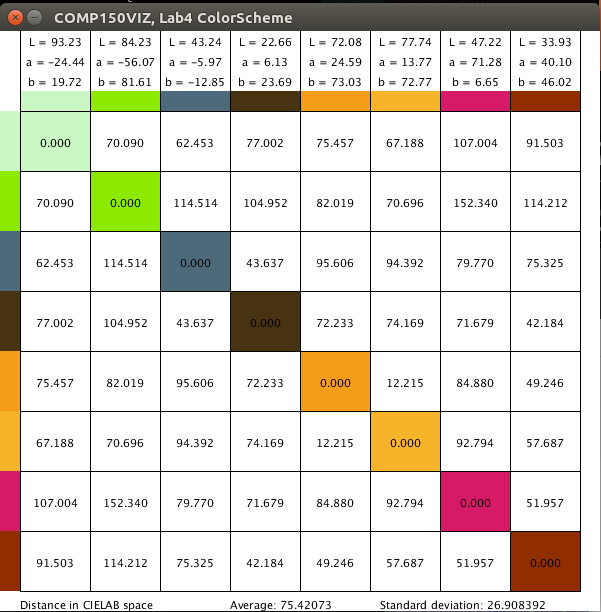 COMP150VIZ, Lab4 ColorScheme
L = 93.23 L = 84.23 L = 43.24 L = 22.66 L = 72.08 L = 77.74 L = 47.22 L = 33.93
a = −24.44 a = −56.07 a = −5.97 a = 6.13 a = 24.59 a = 13.77 a = 71.28 a = 40.10
b = 19.72 b = 81.61 b = −12.85 b = 23.69 b = 73.03 b = 72.77 b = 6.65 b = 46.02
0.000 70.090 62.453 77.002 75.457 67.188 107.004 91.503
70.090 0.000 114.514 104.952 82.019 70.696 152.340 114.212
62.453 114.514 0.000 43.637 95.606 94.392 79.770 75.325
77.002 104.952 43.637 0.000 72.233 74.169 71.679 42.184
75.457 82.019 95.606 72.233 0.000 12.215 84.880 49.246
67.188 70.696 94.392 74.169 12.215 0.000 92.794 57.687
107.004 152.340 79.770 71.679 84.880 92.794 0.000 51.957
91.503 114.212 75.325 42.184 49.246 57.687 51.957 0.000
Distance in CIELAB space Average: 75.42073 Standard deviation: 26.908392